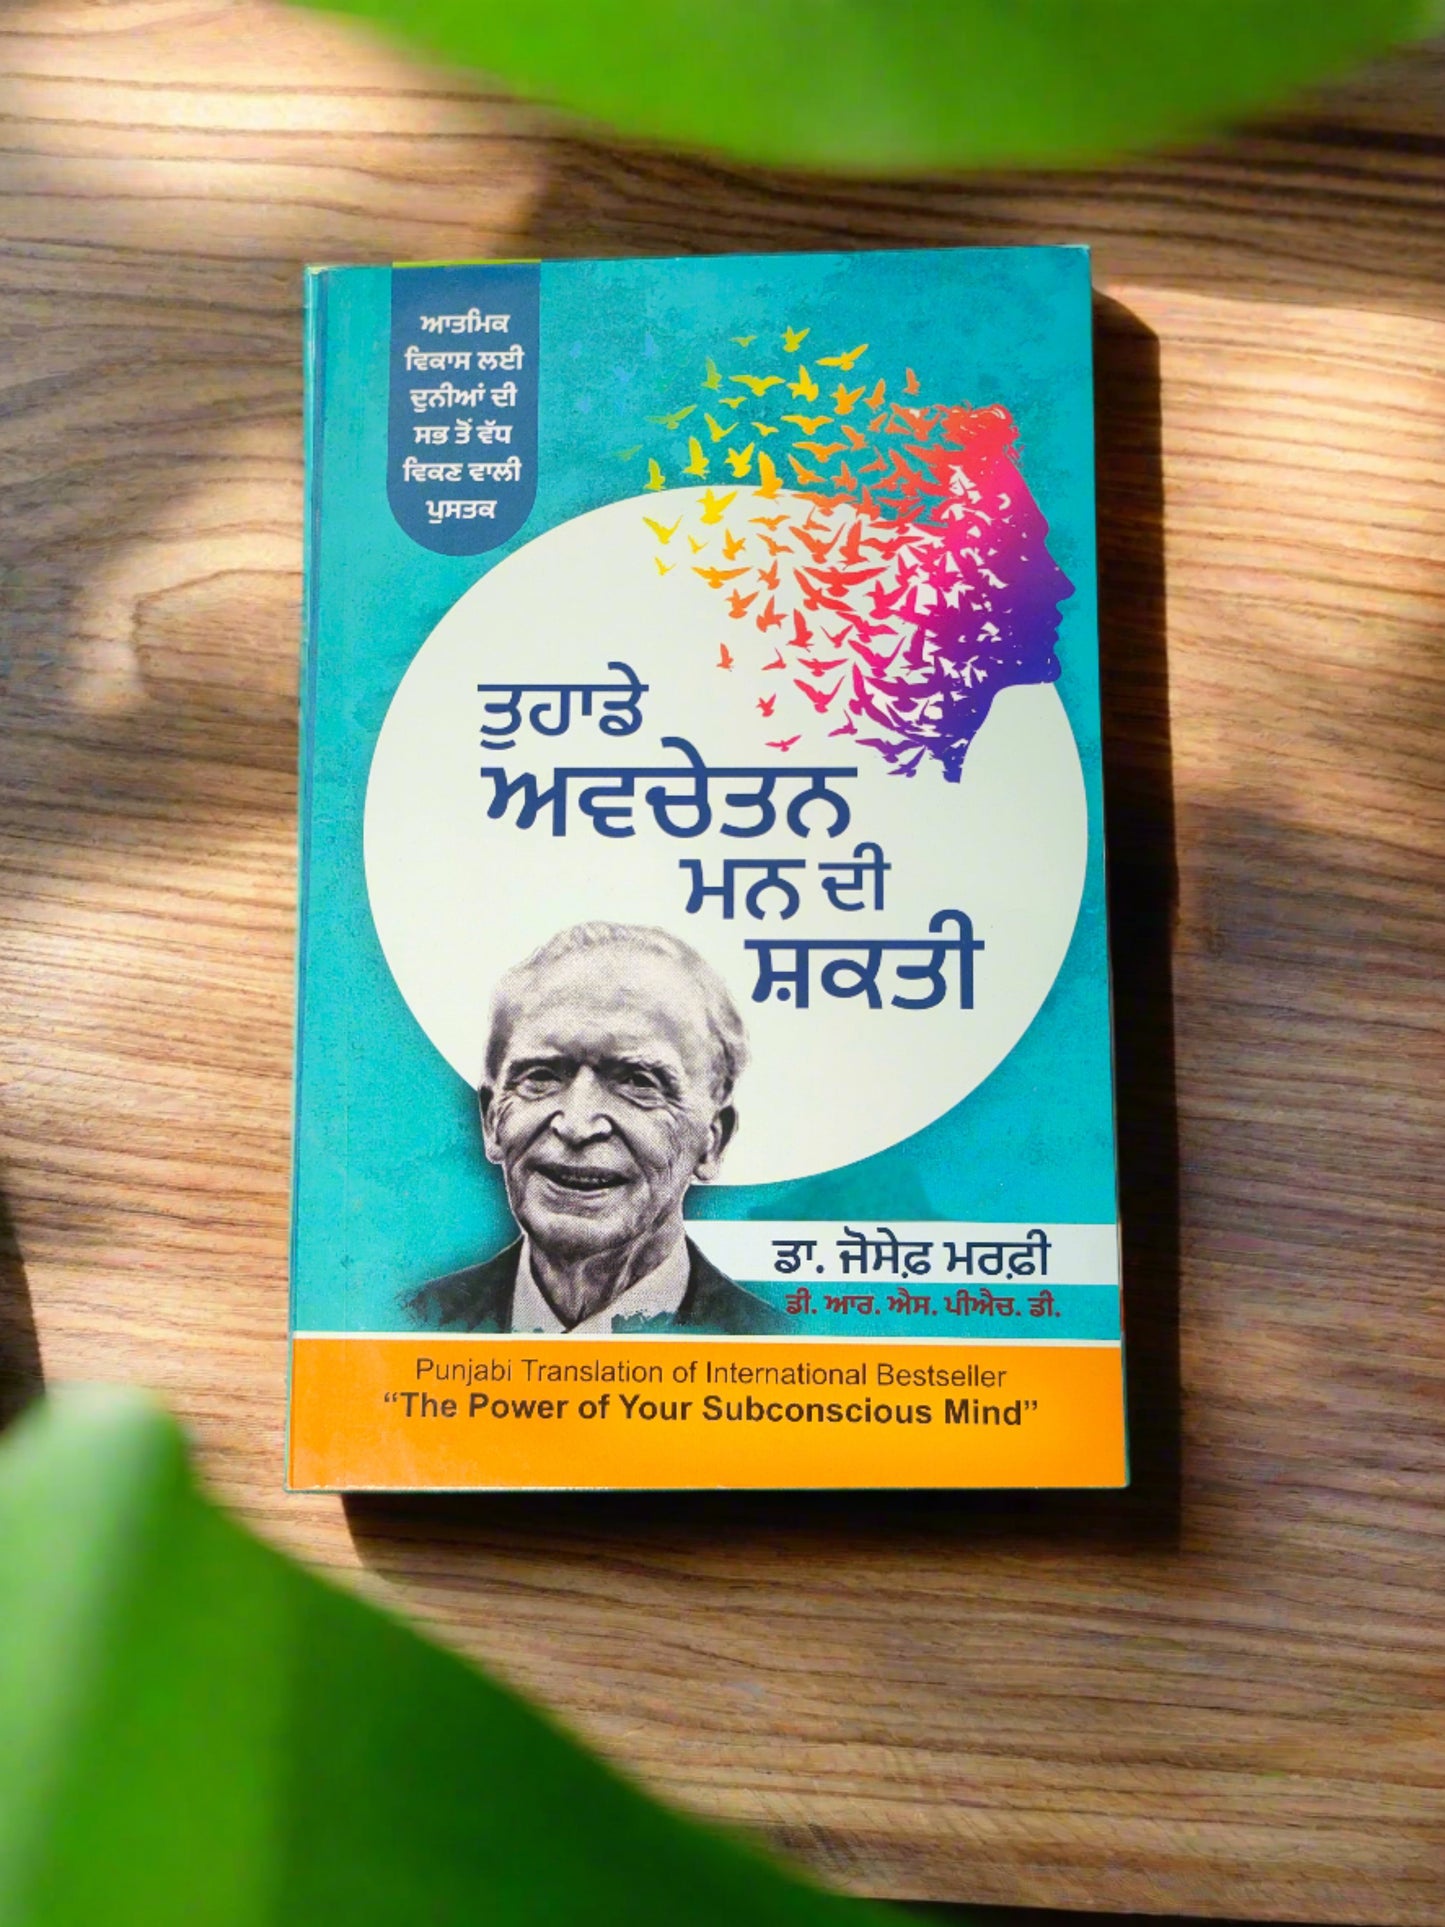 ਆਤਮਿਕ
ਵਿਕਾਸ ਲਈ
ਦੁਨੀਆਂ ਦੀ
ਸਭ ਤੋਂ ਵੱਧ
ਵਿਕਣ ਵਾਲੀ
ਪੁਸਤਕ
ਤੁਹਾਡੇ
ਅਵਚੇਤਨ
ਮਨ ਦੀ
ਸ਼ਕਤੀ
ਡਾ. ਜੋਸੇਫ਼ ਮਰਫ਼ੀ
ਡੀ. ਆਰ. ਐਸ. ਪੀਐਚ. ਡੀ.
Punjabi Translation of International Bestseller
“The Power of Your Subconscious Mind”